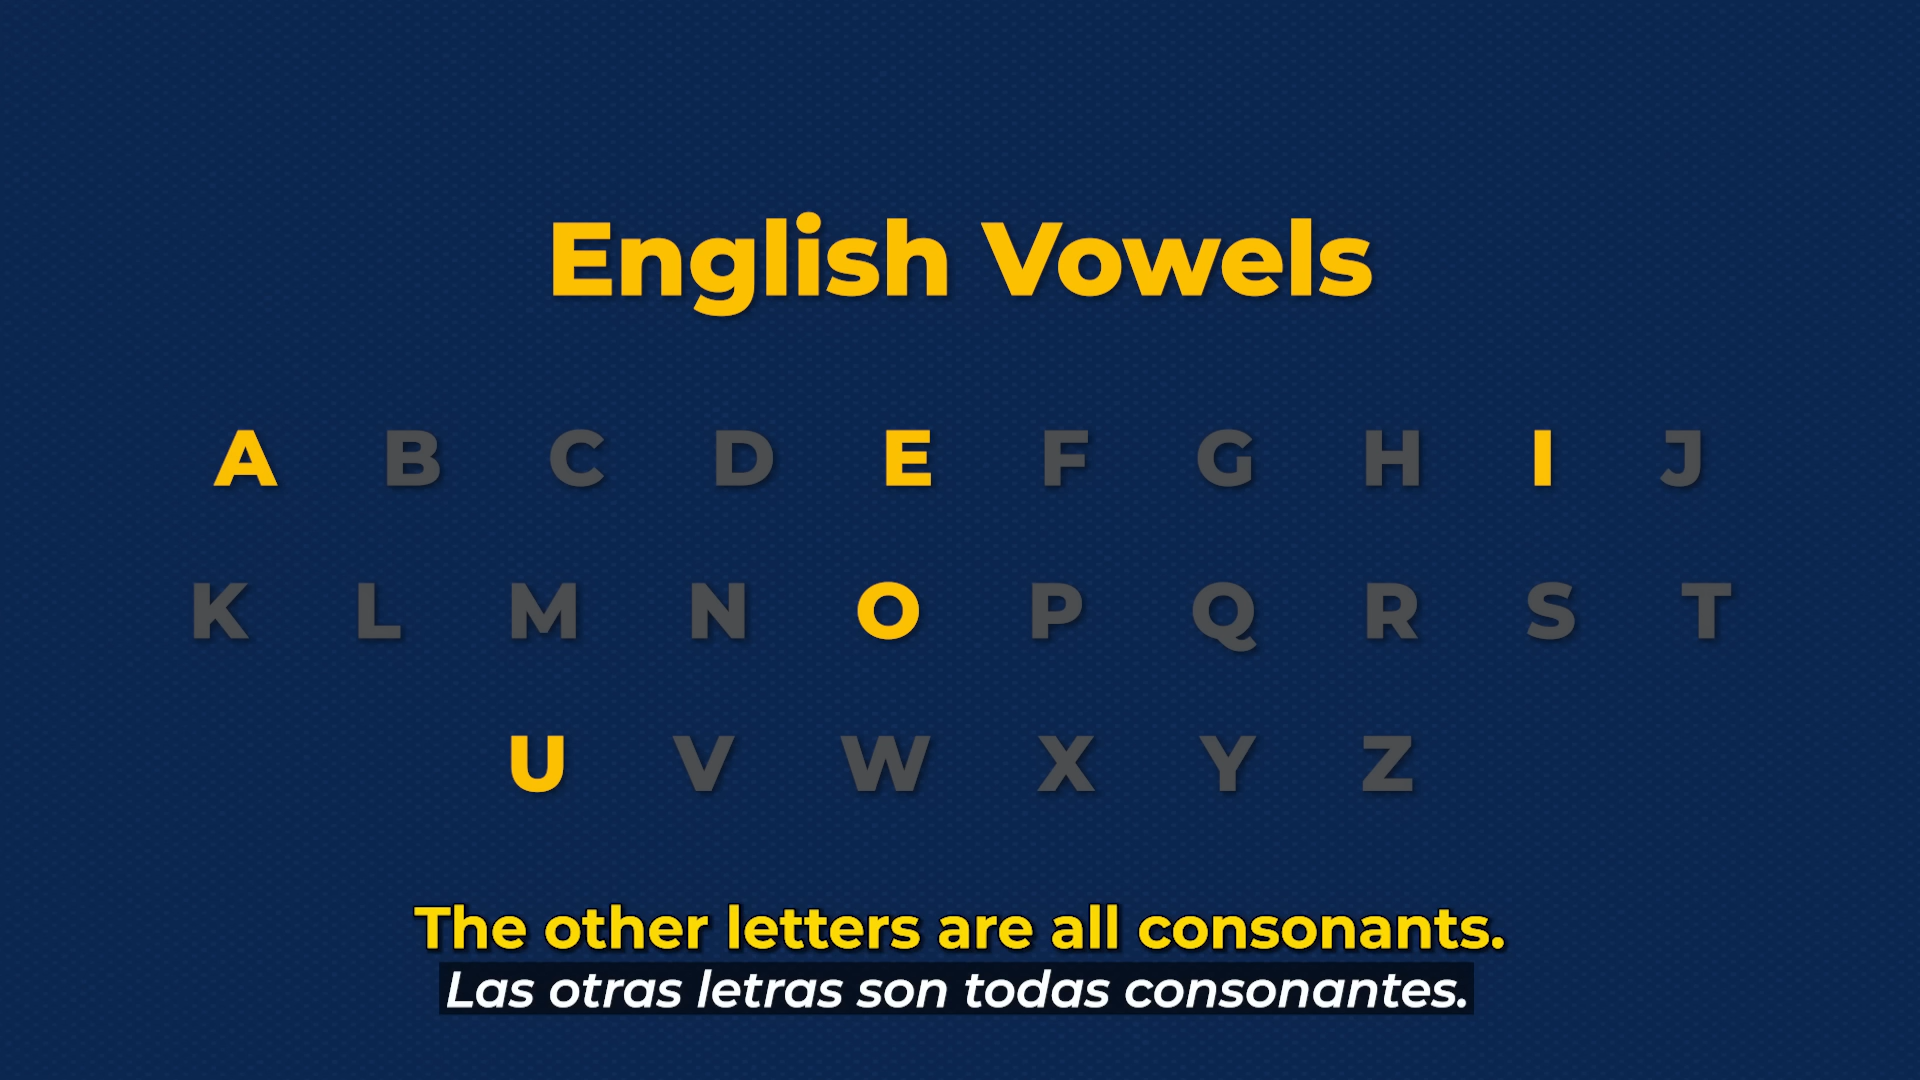 English Vowels
A B C D E F G H I J
K L M N O P Q R S T
U V W X Y Z
The other letters are all consonants.
Las otras letras son todas consonantes.